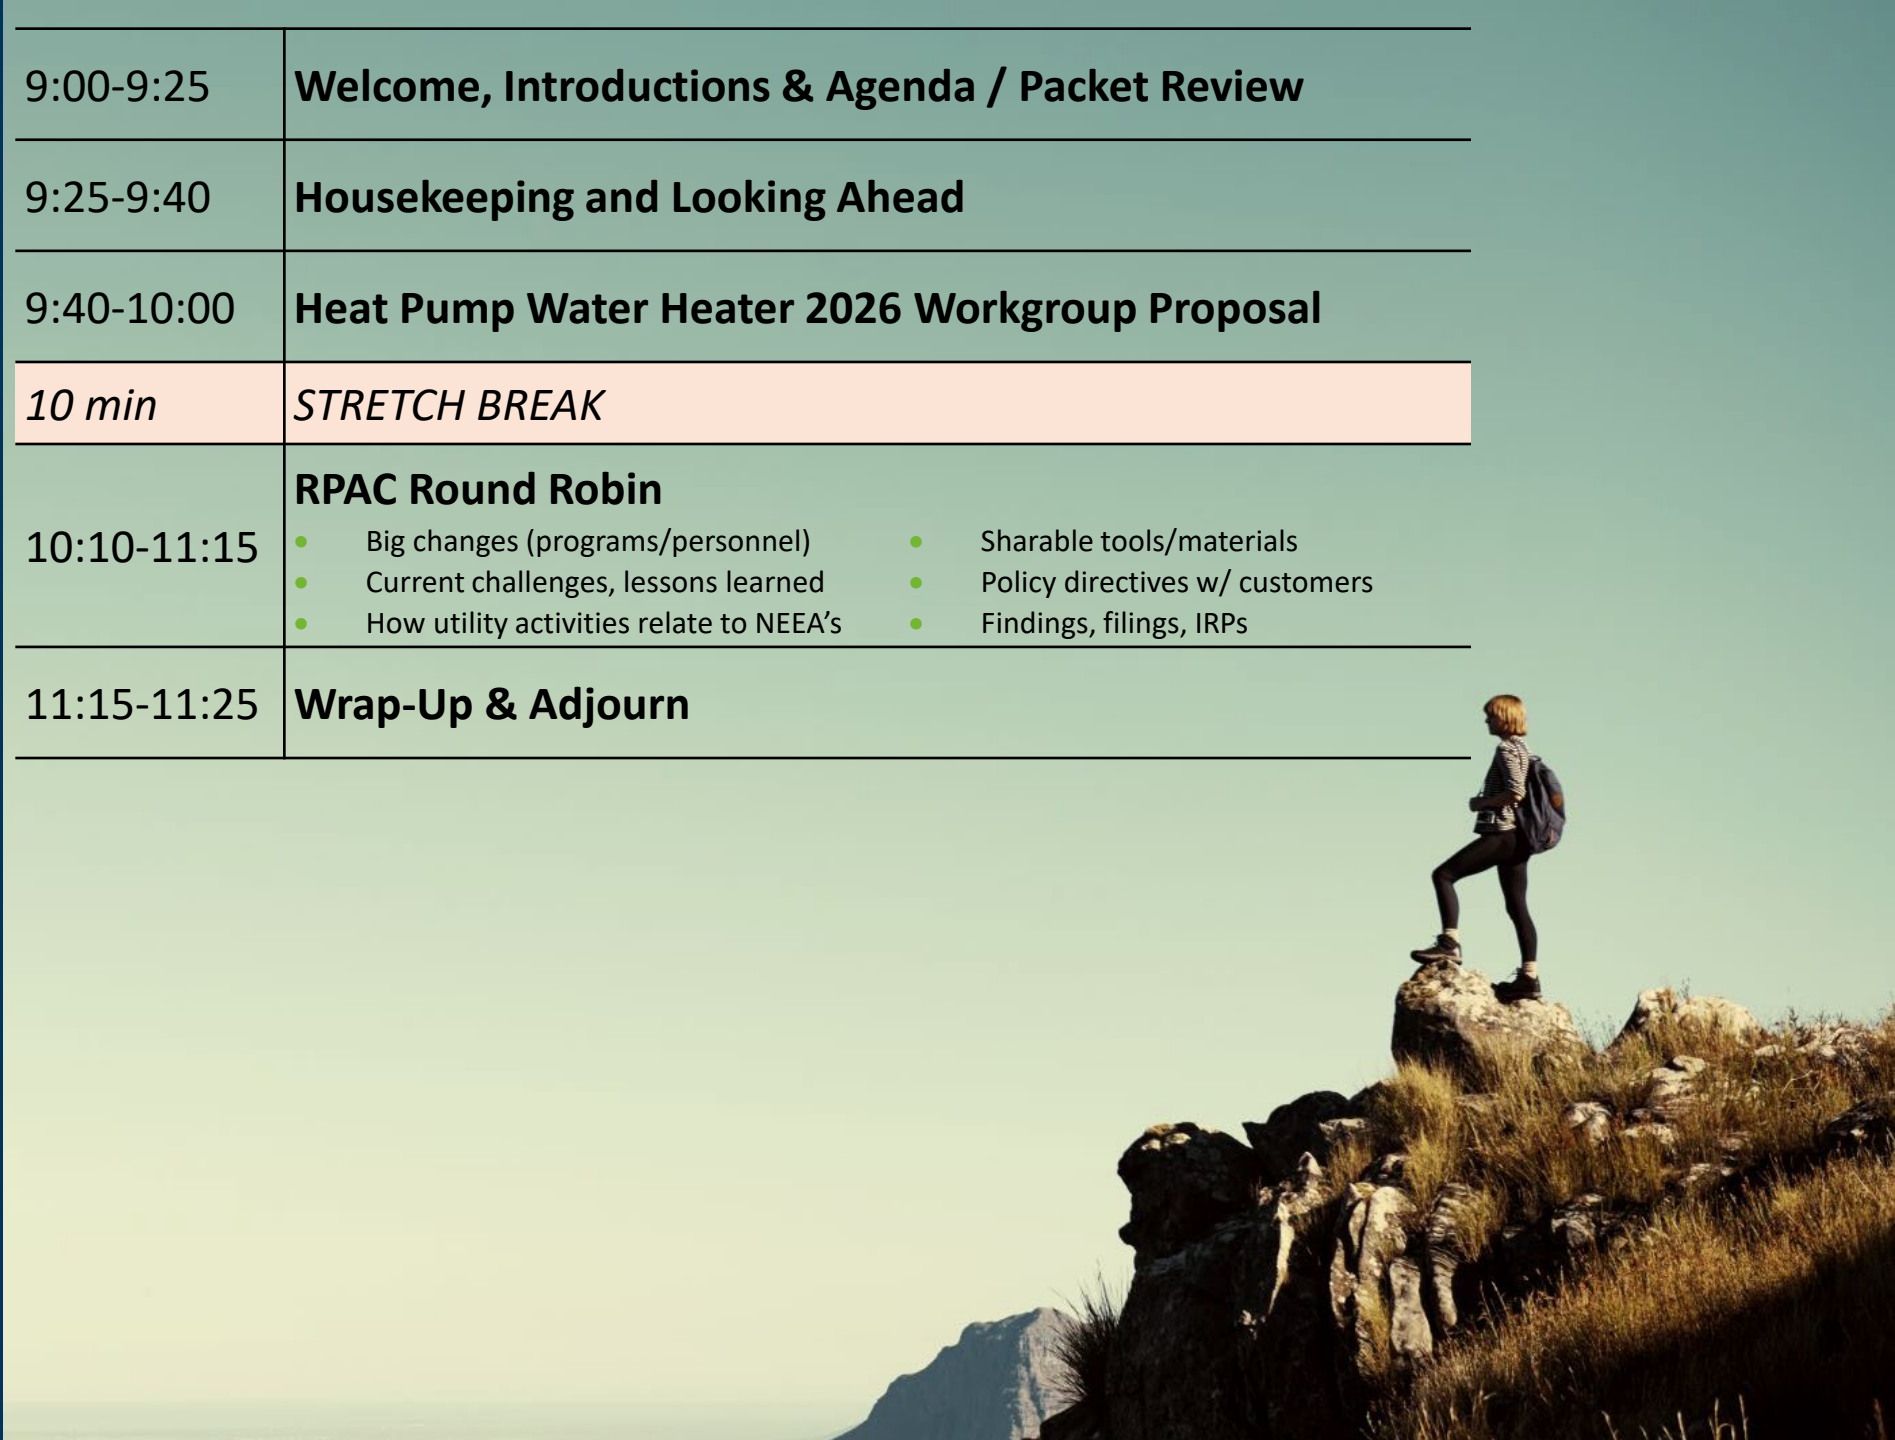 9:00-9:25 Welcome, Introductions & Agenda / Packet Review
9:25-9:40 Housekeeping and Looking Ahead
9:40-10:00 Heat Pump Water Heater 2026 Workgroup Proposal
10 min STRETCH BREAK
10:10-11:15 RPAC Round Robin
• Big changes (programs/personnel)
• Current challenges, lessons learned
• How utility activities relate to NEEA’s
• Sharable tools/materials
• Policy directives w/ customers
• Findings, filings, IRPs
11:15-11:25 Wrap-Up & Adjourn